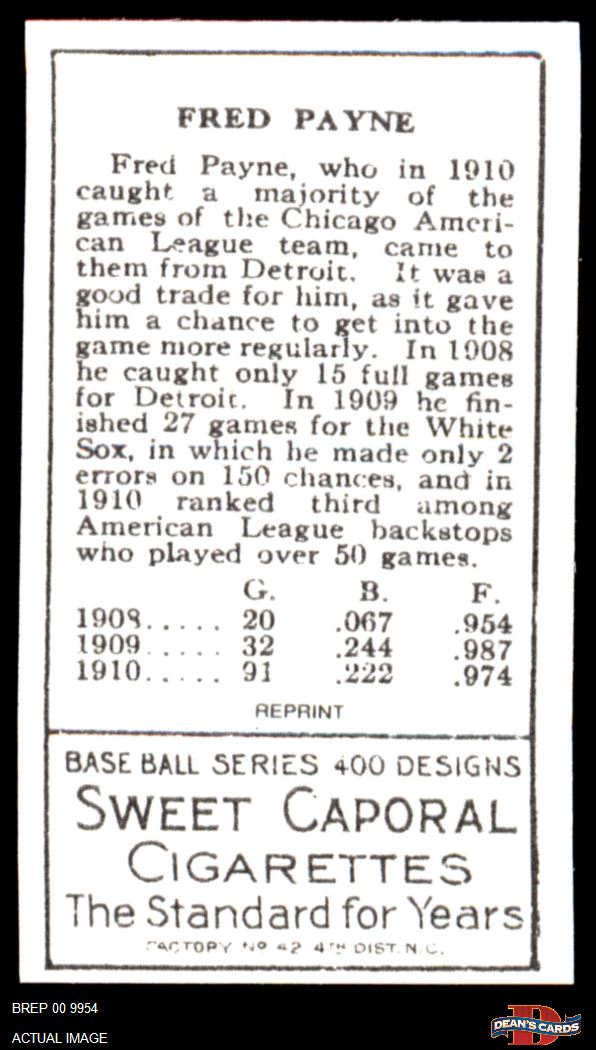 FRED PAYNE
Fred Payne, who in 1910
caught a majority of the
games of the Chicago Ameri-
can League team, came to
them from Detroit. It was a
good trade for him, as it gave
him a chance to get into the
game more regularly. In 1908
he caught only 15 full games
for Detroit. In 1909 he fin-
ished 27 games for the White
Sox, in which he made only 2
errors on 150 chances, and in
1910 ranked third among
American League backstops
who played over 50 games.
G. B. F.
1908..... 20 .067 .954
1909..... 32 .244 .987
1910..... 91 .222 .974
REPRINT
BASE BALL SERIES 400 DESIGNS
SWEET CAPORAL
CIGARETTES
The Standard for Years
FACTORY Nº 42 4TH DIST. N.C.
BREP 00 9954
ACTUAL IMAGE
D
DEAN'S CARDS